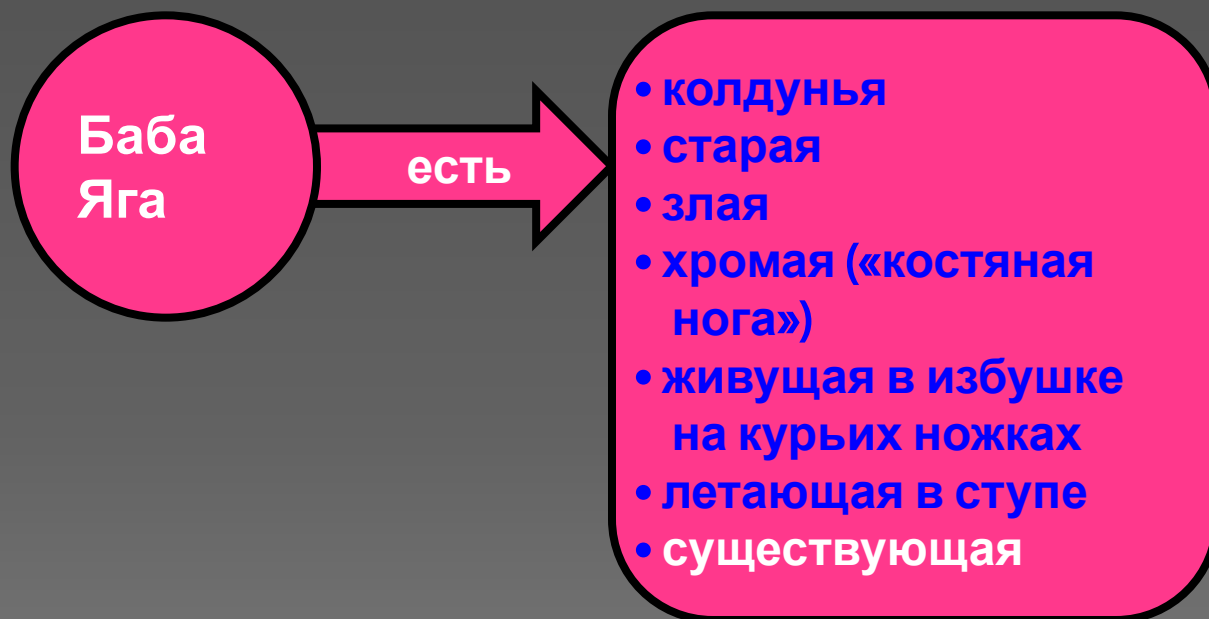 Баба
Яга
есть
• колдунья
• старая
• злая
• хромая («костяная
нога»)
• живущая в избушке
на курьих ножках
• летающая в ступе
• существующая